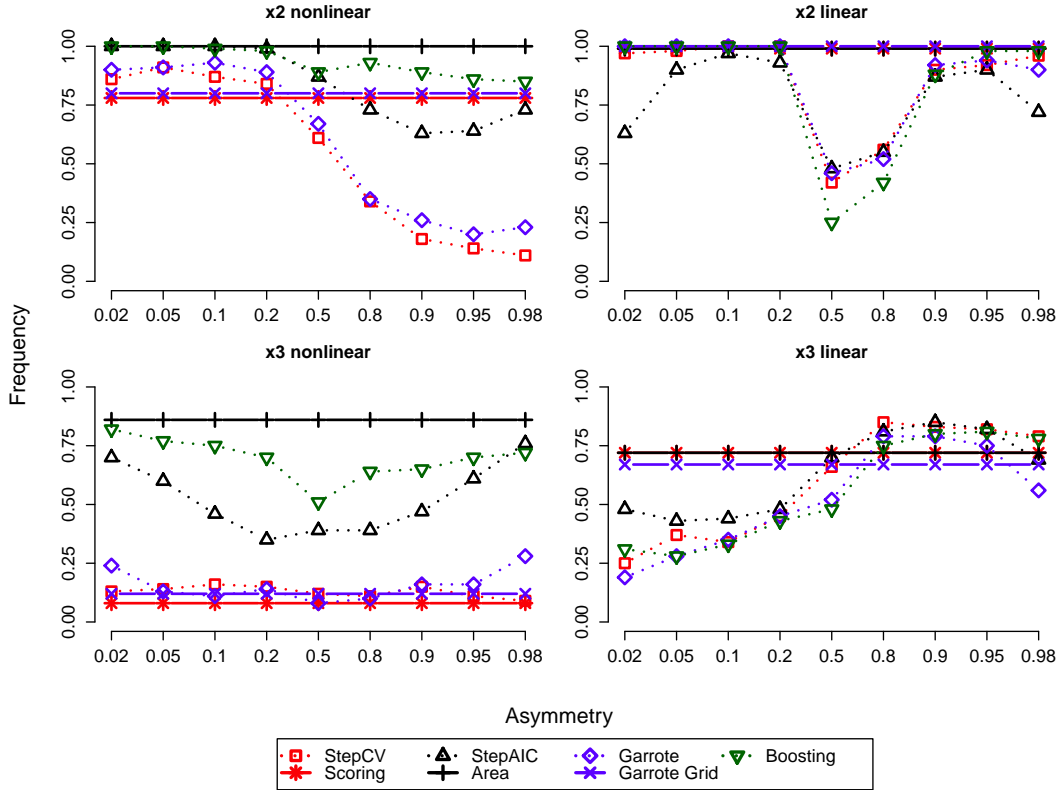 x2 nonlinear
0.00 0.25 0.50 0.75 1.00
0.02 0.05 0.1 0.2 0.5 0.8 0.9 0.95 0.98
x2 linear
0.00 0.25 0.50 0.75 1.00
0.02 0.05 0.1 0.2 0.5 0.8 0.9 0.95 0.98
Frequency
x3 nonlinear
0.00 0.25 0.50 0.75 1.00
0.02 0.05 0.1 0.2 0.5 0.8 0.9 0.95 0.98
x3 linear
0.00 0.25 0.50 0.75 1.00
0.02 0.05 0.1 0.2 0.5 0.8 0.9 0.95 0.98
Asymmetry
StepCV StepAIC Garrote Boosting
Scoring Area Garrote Grid